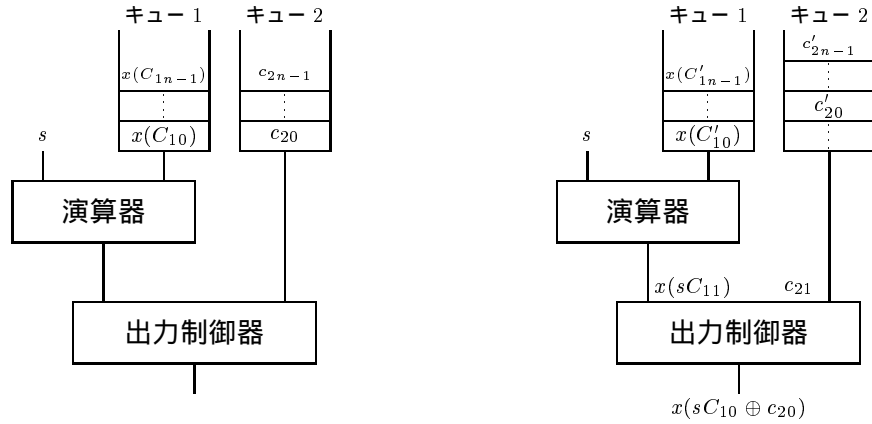 キュー 1
キュー 2
x(C_{1n-1})
c_{2n-1}
x(C_{10})
c_{20}
s
演算器
出力制御器
キュー 1
キュー 2
c'_{2n-1}
x(C'_{1n-1})
c'_{20}
x(C'_{10})
s
演算器
x(sC_{11})
c_{21}
出力制御器
x(sC_{10} ⊕ c_{20})